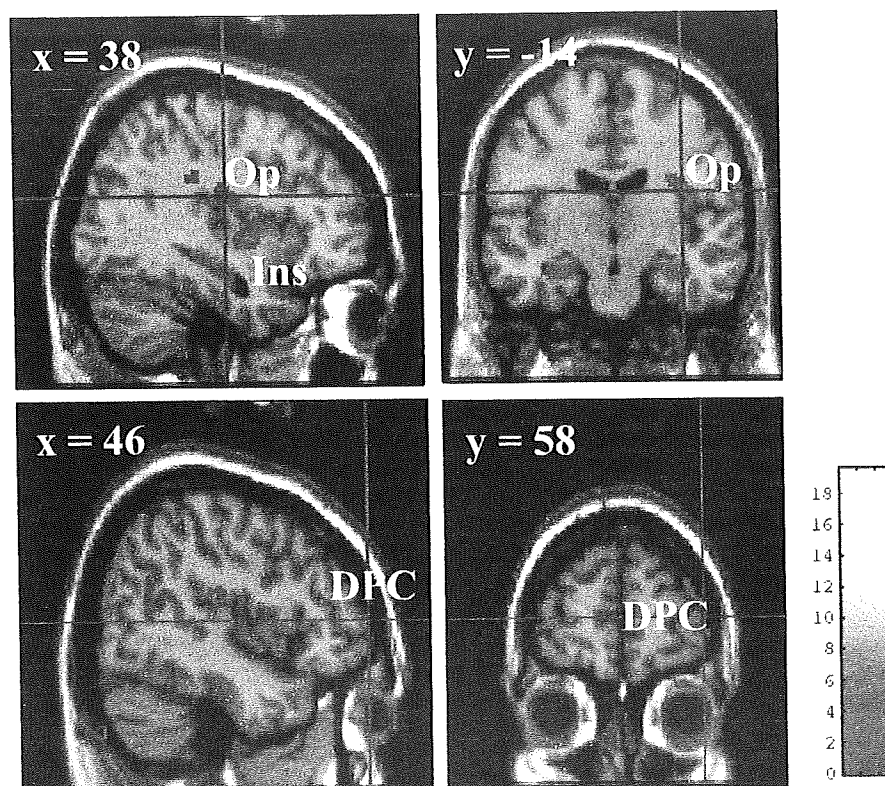 x = 38
y = -14
Op
Op
Ins
x = 46
y = 58
DPC
DPC
18
16
14
12
10
8
6
4
2
0